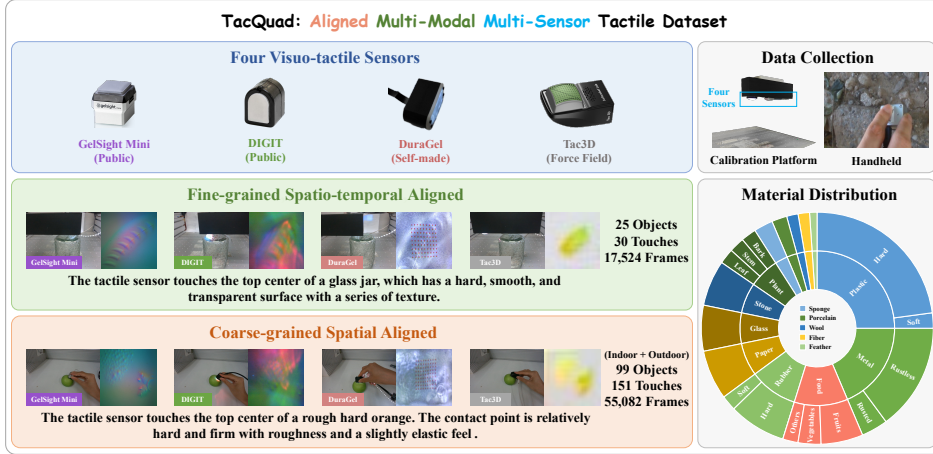 TacQuad: Aligned Multi-Modal Multi-Sensor Tactile Dataset
Four Visuo-tactile Sensors
GelSight Mini
(Public)
DIGIT
(Public)
DuraGel
(Self-made)
Tac3D
(Force Field)
Data Collection
Four
Sensors
Calibration Platform
Handheld
Fine-grained Spatio-temporal Aligned
GelSight Mini
DIGIT
DuraGel
Tac3D
25 Objects
30 Touches
17,524 Frames
The tactile sensor touches the top center of a glass jar, which has a hard, smooth, and
transparent surface with a series of texture.
Coarse-grained Spatial Aligned
GelSight Mini
DIGIT
DuraGel
Tac3D
(Indoor + Outdoor)
99 Objects
151 Touches
55,082 Frames
The tactile sensor touches the top center of a rough hard orange. The contact point is relatively
hard and firm with roughness and a slightly elastic feel .
Material Distribution
Hard
Soft
Plastic
Rustless
Rusted
Metal
Fruits
Vegetables
Others
Food
Hard
Soft
Rubber
Paper
Glass
Stone
Leaf
Stem
Bark
Plant
Sponge
Porcelain
Wool
Fiber
Feather